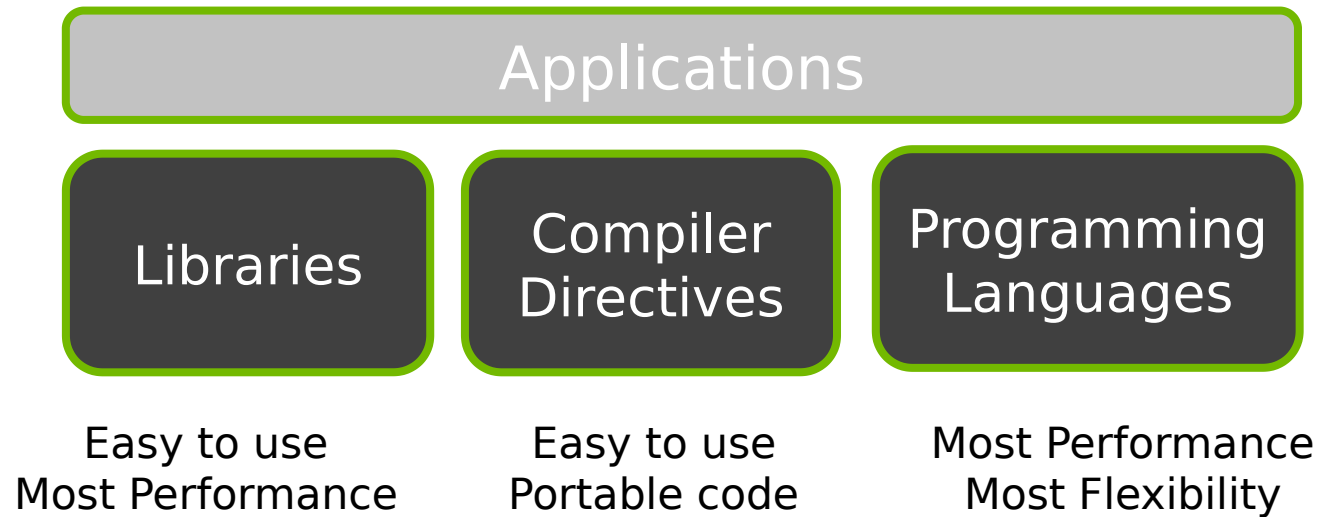 Applications
Libraries
Compiler
Directives
Programming
Languages
Easy to use
Most Performance
Easy to use
Portable code
Most Performance
Most Flexibility